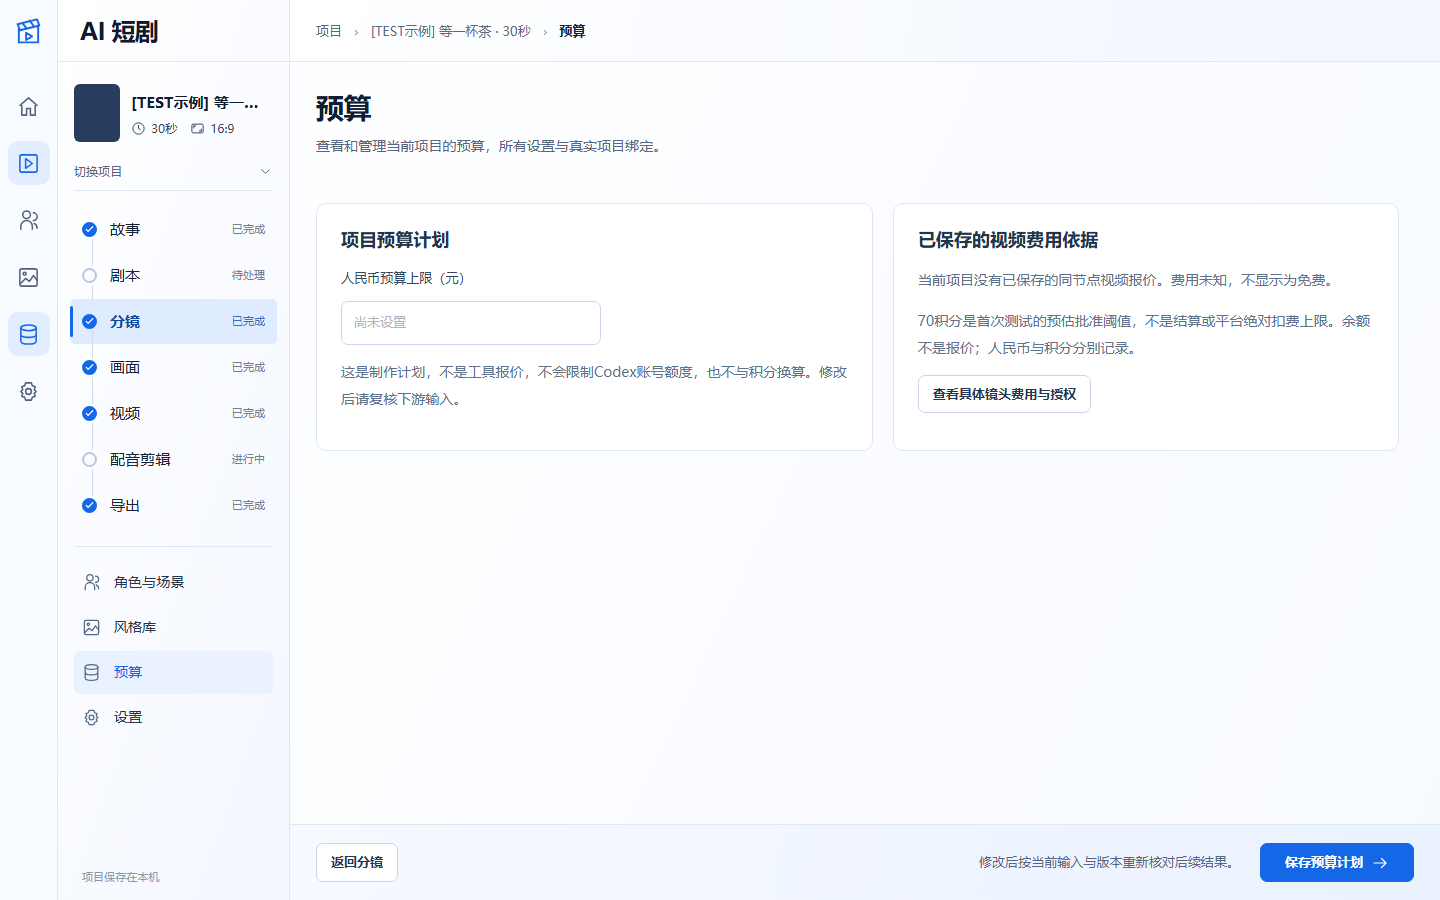 AI 短剧
项目 › [TEST示例] 等一杯茶 · 30秒 › 预算
[TEST示例] 等一...
30秒 16:9
切换项目
故事 已完成
剧本 待处理
分镜 已完成
画面 已完成
视频 已完成
配音剪辑 进行中
导出 已完成
角色与场景
风格库
预算
设置
项目保存在本机
预算
查看和管理当前项目的预算，所有设置与真实项目绑定。
项目预算计划
人民币预算上限（元）
尚未设置
这是制作计划，不是工具报价，不会限制Codex账号额度，也不与积分换算。修改
后请复核下游输入。
已保存的视频费用依据
当前项目没有已保存的同节点视频报价。费用未知，不显示为免费。
70积分是首次测试的预估批准阈值，不是结算或平台绝对扣费上限。余额
不是报价；人民币与积分分别记录。
查看具体镜头费用与授权
返回分镜
修改后按当前输入与版本重新核对后续结果。
保存预算计划 →